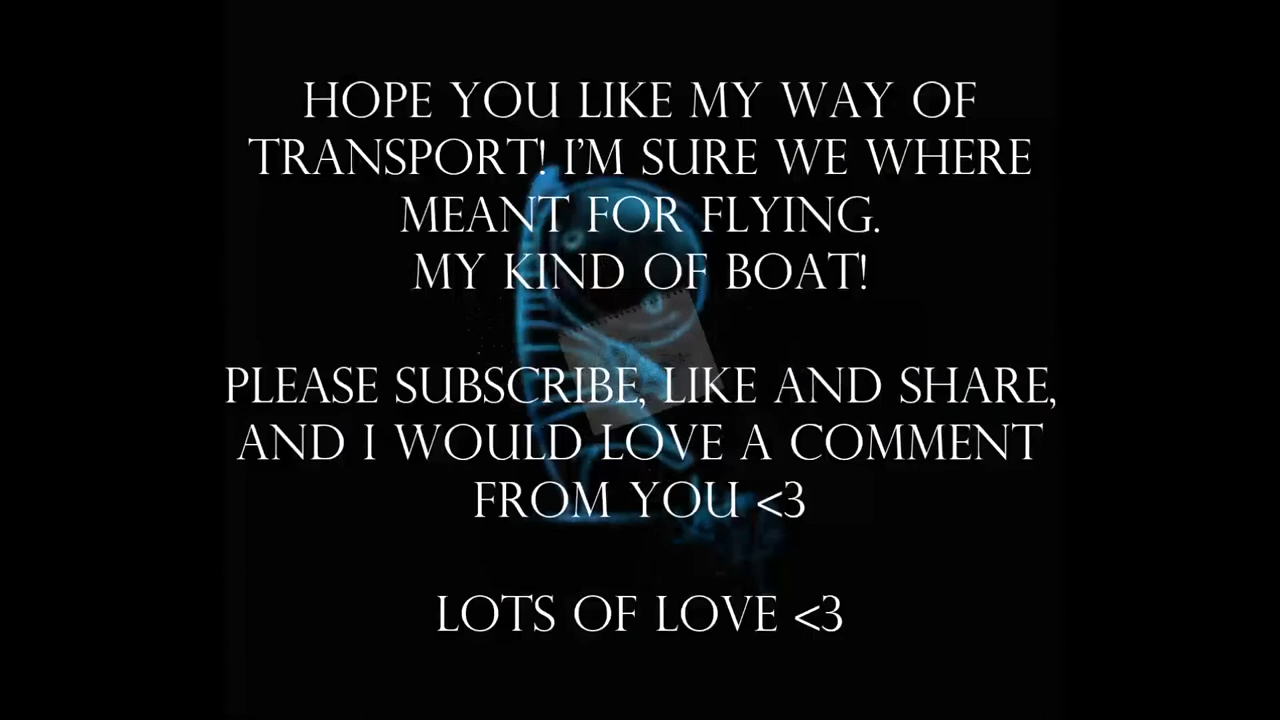 HOPE YOU LIKE MY WAY OF
TRANSPORT! I'M SURE WE WHERE
MEANT FOR FLYING.
MY KIND OF BOAT!
PLEASE SUBSCRIBE, LIKE AND SHARE,
AND I WOULD LOVE A COMMENT
FROM YOU <3
LOTS OF LOVE <3